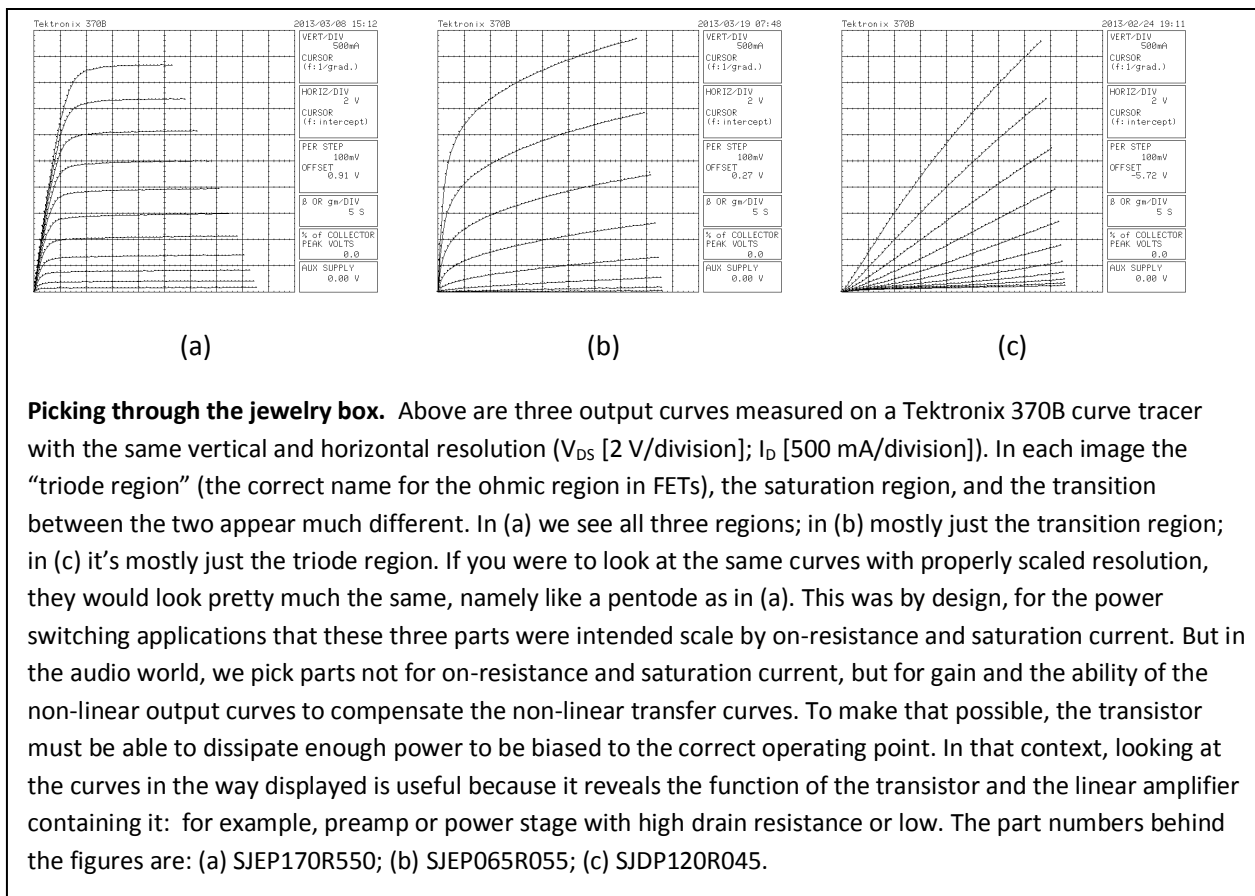 Tektronix 370B 2013/03/08 15:12
VERT/DIV
500mA
CURSOR
(f:1/grad.)
HORIZ/DIV
2 V
CURSOR
(f:intercept)
PER STEP
100mV
OFFSET
0.91 V
β OR gm/DIV
5 S
% of COLLECTOR
PEAK VOLTS
0.0
AUX SUPPLY
0.00 V
(a)
Tektronix 370B 2013/03/19 07:48
VERT/DIV
500mA
CURSOR
(f:1/grad.)
HORIZ/DIV
2 V
CURSOR
(f:intercept)
PER STEP
100mV
OFFSET
0.27 V
β OR gm/DIV
5 S
% of COLLECTOR
PEAK VOLTS
0.0
AUX SUPPLY
0.00 V
(b)
Tektronix 370B 2013/02/24 19:11
VERT/DIV
500mA
CURSOR
(f:1/grad.)
HORIZ/DIV
2 V
CURSOR
(f:intercept)
PER STEP
100mV
OFFSET
-5.72 V
β OR gm/DIV
5 S
% of COLLECTOR
PEAK VOLTS
0.0
AUX SUPPLY
0.00 V
(c)
Picking through the jewelry box. Above are three output curves measured on a Tektronix 370B curve tracer
with the same vertical and horizontal resolution (VDS [2 V/division]; ID [500 mA/division]). In each image the
“triode region” (the correct name for the ohmic region in FETs), the saturation region, and the transition
between the two appear much different. In (a) we see all three regions; in (b) mostly just the transition region;
in (c) it’s mostly just the triode region. If you were to look at the same curves with properly scaled resolution,
they would look pretty much the same, namely like a pentode as in (a). This was by design, for the power
switching applications that these three parts were intended scale by on-resistance and saturation current. But in
the audio world, we pick parts not for on-resistance and saturation current, but for gain and the ability of the
non-linear output curves to compensate the non-linear transfer curves. To make that possible, the transistor
must be able to dissipate enough power to be biased to the correct operating point. In that context, looking at
the curves in the way displayed is useful because it reveals the function of the transistor and the linear amplifier
containing it: for example, preamp or power stage with high drain resistance or low. The part numbers behind
the figures are: (a) SJEP170R550; (b) SJEP065R055; (c) SJDP120R045.